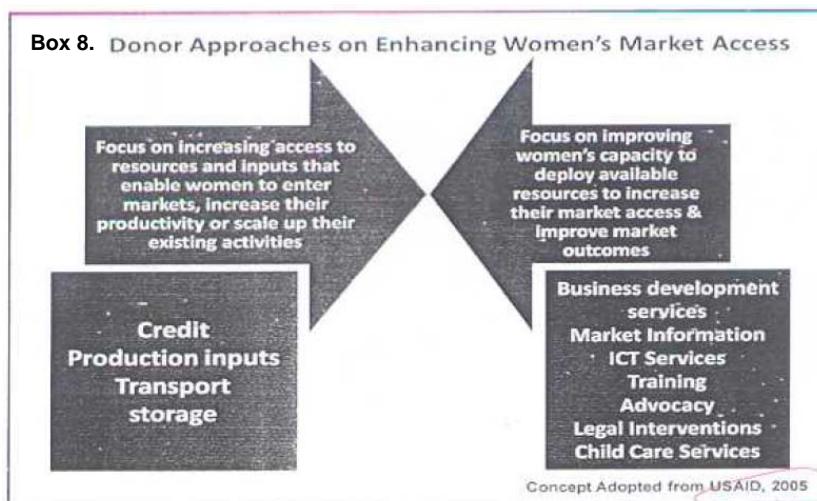 Box 8. Donor Approaches on Enhancing Women's Market Access
Focus on increasing access to
resources and inputs that
enable women to enter
markets, increase their
productivity or scale up their
existing activities
Focus on improving
women's capacity to
deploy available
resources to increase
their market access &
improve market
outcomes
Credit
Production inputs
Transport
storage
Business development
services
Market Information
ICT Services
Training
Advocacy
Legal Interventions
Child Care Services
Concept Adopted from USAID, 2005